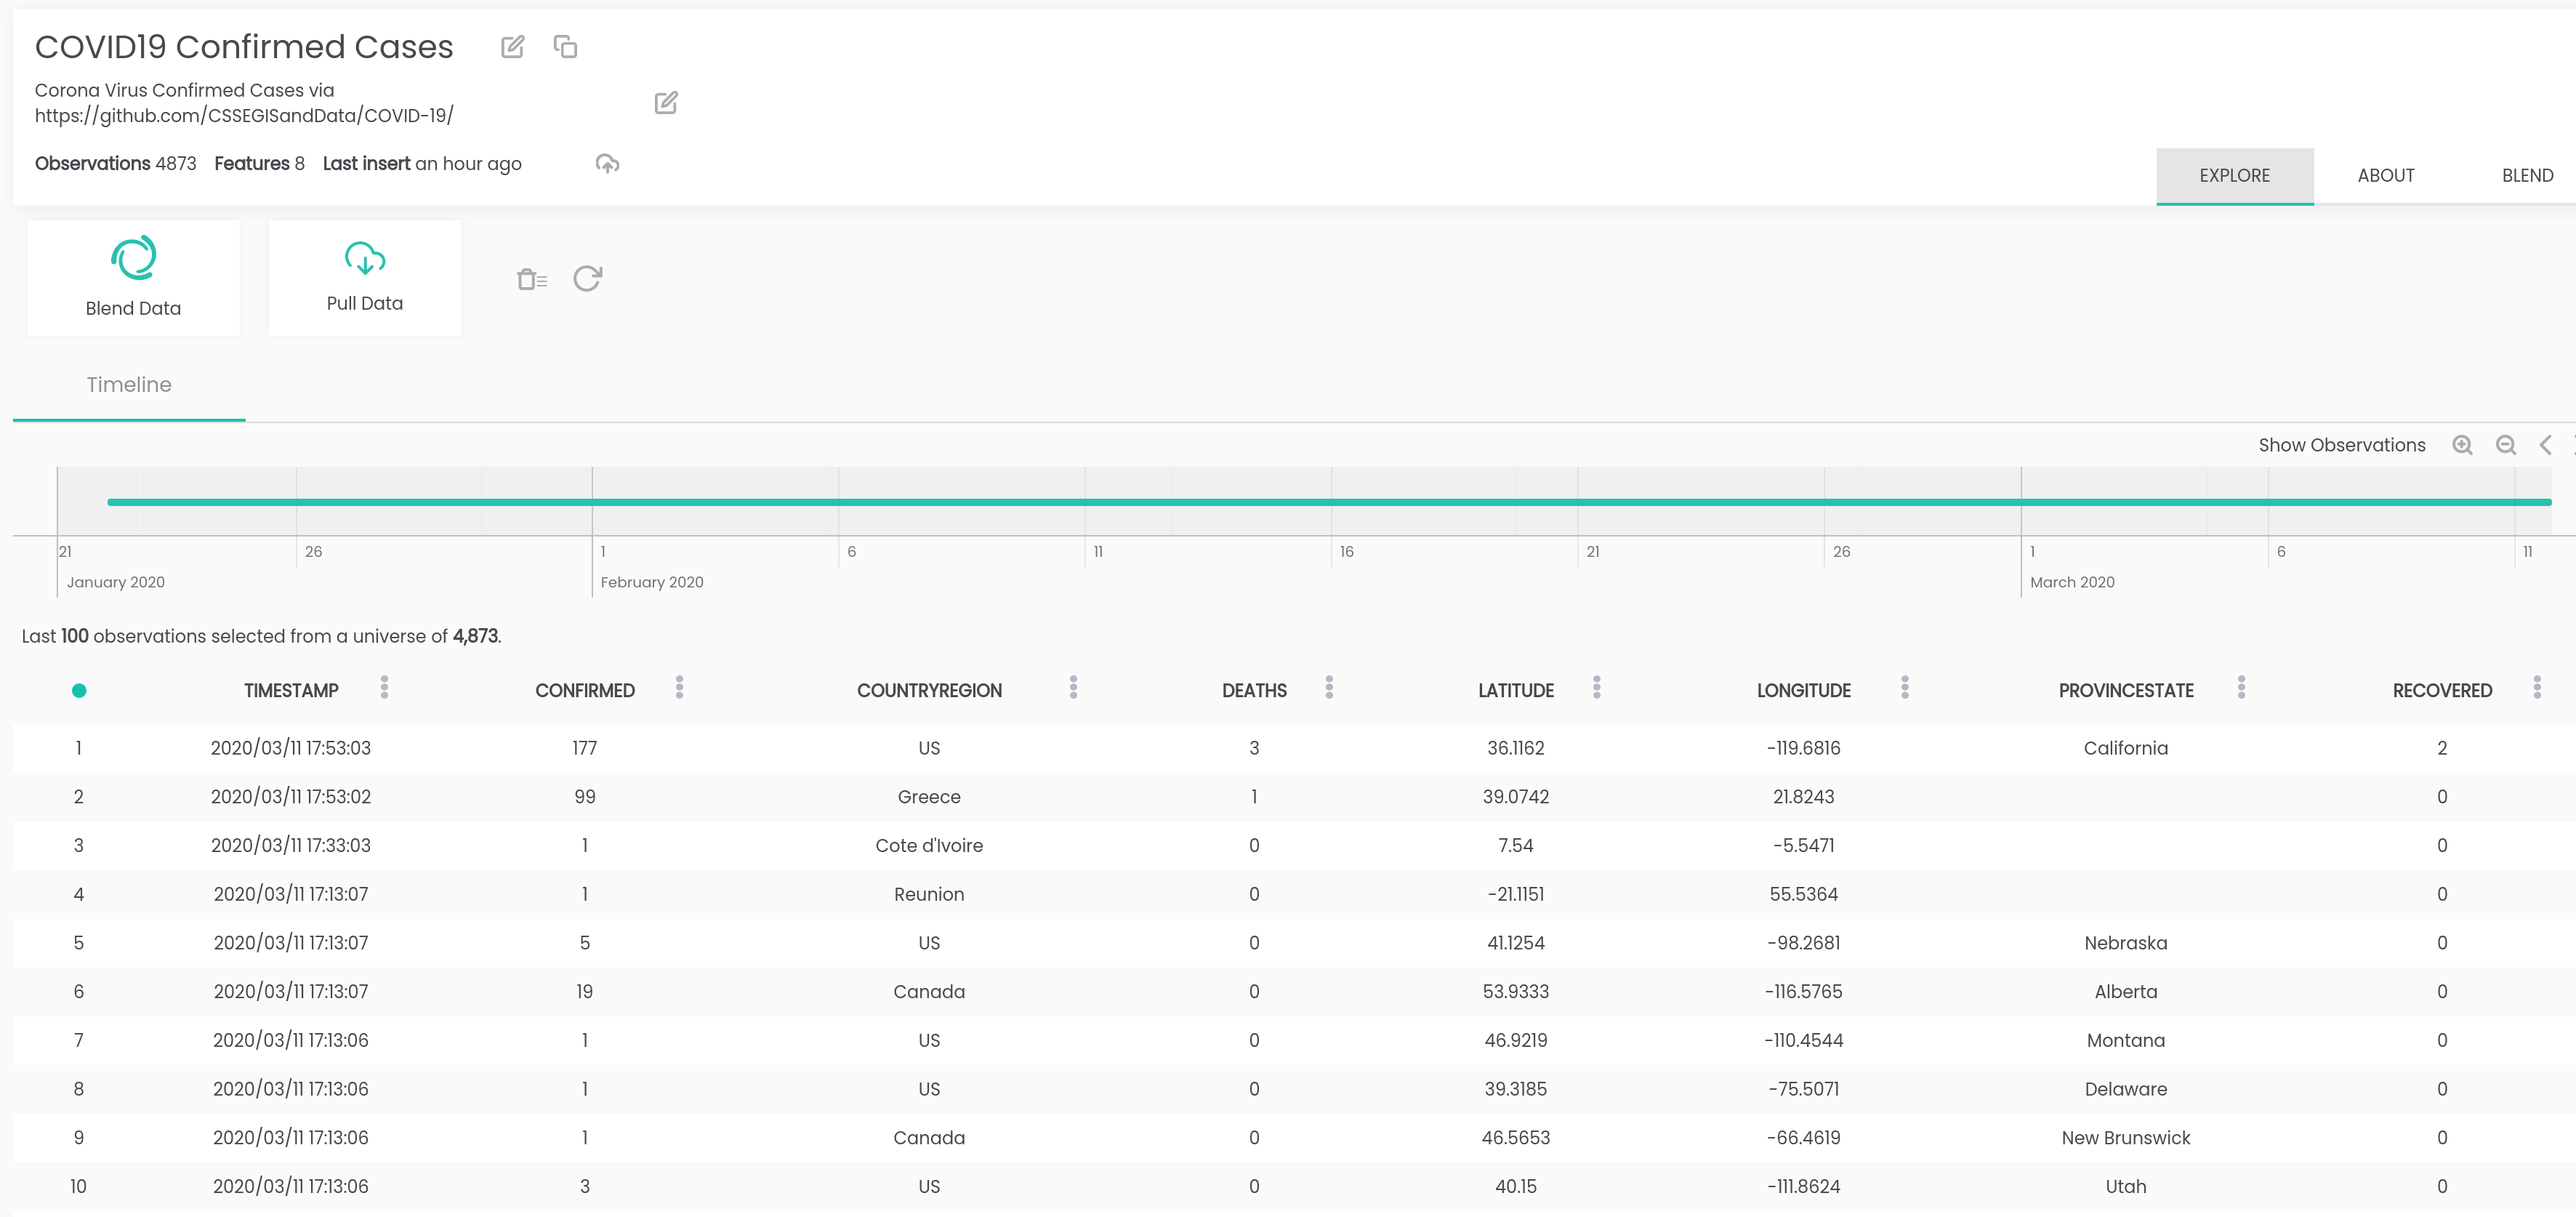 COVID19 Confirmed Cases
Corona Virus Confirmed Cases via
https://github.com/CSSEGISandData/COVID-19/
Observations 4873 Features 8 Last insert an hour ago
EXPLORE ABOUT BLEND
Blend Data Pull Data
Timeline
Show Observations
21 26 1 6 11 16 21 26 1 6 11
January 2020 February 2020 March 2020
Last 100 observations selected from a universe of 4,873.
TIMESTAMP CONFIRMED COUNTRYREGION DEATHS LATITUDE LONGITUDE PROVINCESTATE RECOVERED
1 2020/03/11 17:53:03 177 US 3 36.1162 -119.6816 California 2
2 2020/03/11 17:53:02 99 Greece 1 39.0742 21.8243 0
3 2020/03/11 17:33:03 1 Cote d'Ivoire 0 7.54 -5.5471 0
4 2020/03/11 17:13:07 1 Reunion 0 -21.1151 55.5364 0
5 2020/03/11 17:13:07 5 US 0 41.1254 -98.2681 Nebraska 0
6 2020/03/11 17:13:07 19 Canada 0 53.9333 -116.5765 Alberta 0
7 2020/03/11 17:13:06 1 US 0 46.9219 -110.4544 Montana 0
8 2020/03/11 17:13:06 1 US 0 39.3185 -75.5071 Delaware 0
9 2020/03/11 17:13:06 1 Canada 0 46.5653 -66.4619 New Brunswick 0
10 2020/03/11 17:13:06 3 US 0 40.15 -111.8624 Utah 0